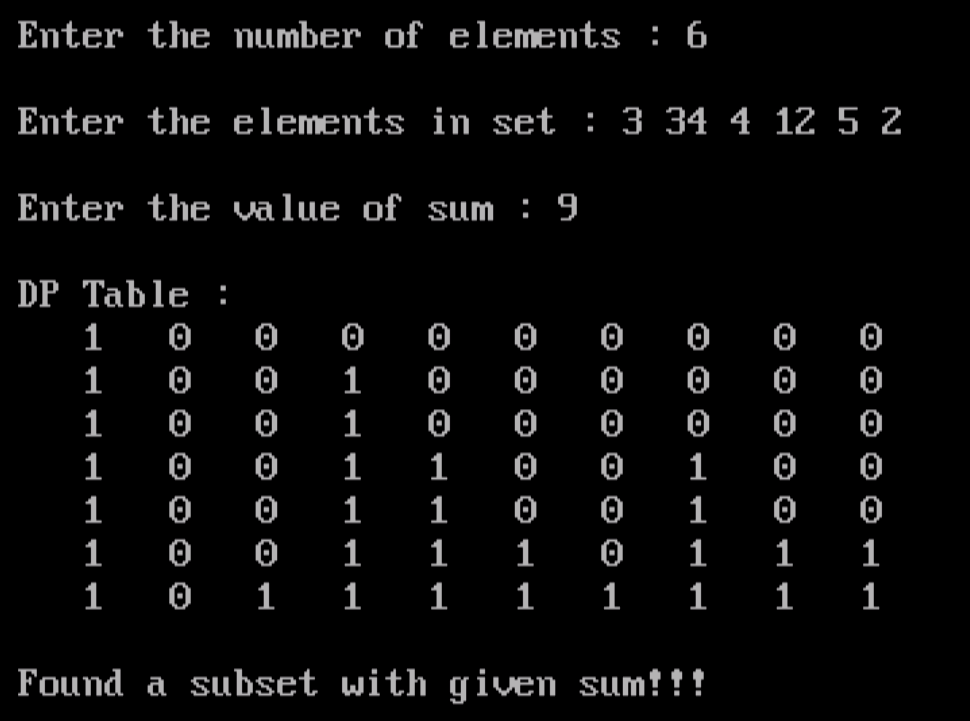 Enter the number of elements : 6
Enter the elements in set : 3 34 4 12 5 2
Enter the value of sum : 9
DP Table :
1 0 0 0 0 0 0 0 0 0
1 0 0 1 0 0 0 0 0 0
1 0 0 1 0 0 0 0 0 0
1 0 0 1 1 0 0 1 0 0
1 0 0 1 1 0 0 1 0 0
1 0 0 1 1 1 0 1 1 1
1 0 1 1 1 1 1 1 1 1
Found a subset with given sum!!!